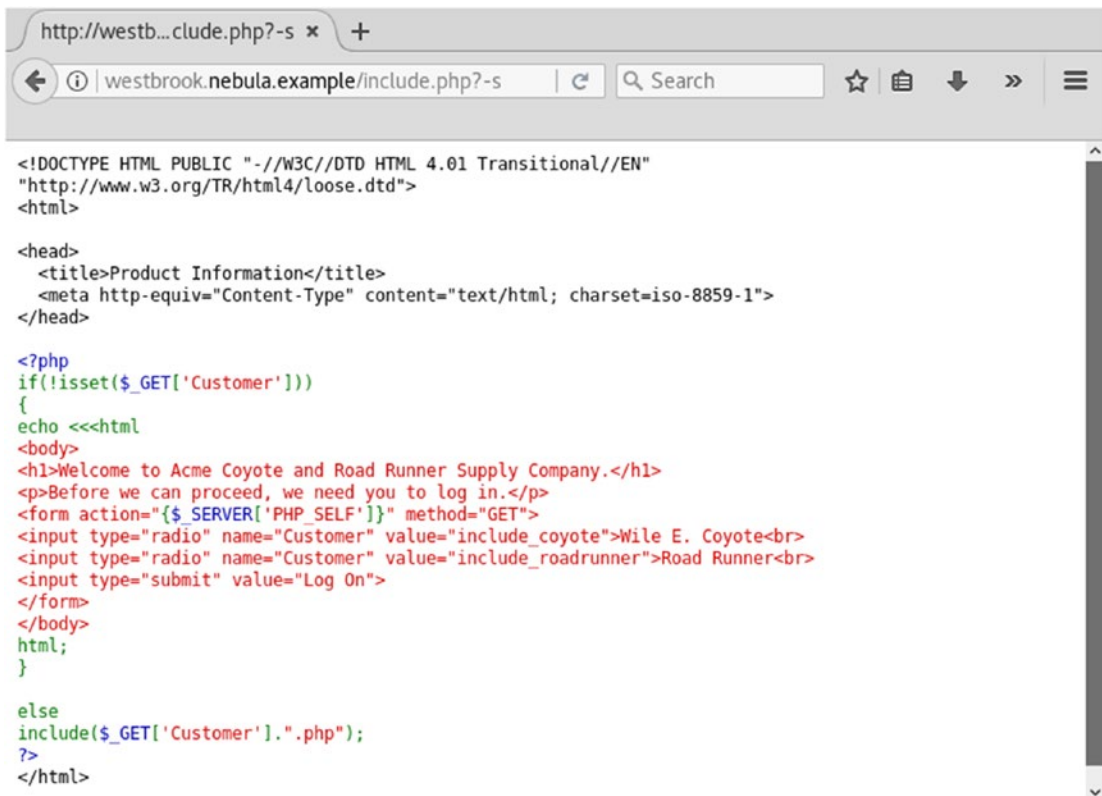 http://westb...clude.php?-s × +
westbrook.nebula.example/include.php?-s Search
<!DOCTYPE HTML PUBLIC "-//W3C//DTD HTML 4.01 Transitional//EN"
"http://www.w3.org/TR/html4/loose.dtd">
<html>
<head>
<title>Product Information</title>
<meta http-equiv="Content-Type" content="text/html; charset=iso-8859-1">
</head>
<?php
if(!isset($_GET['Customer']))
{
echo <<<html
<body>
<h1>Welcome to Acme Coyote and Road Runner Supply Company.</h1>
<p>Before we can proceed, we need you to log in.</p>
<form action="{$_SERVER['PHP_SELF']}" method="GET">
<input type="radio" name="Customer" value="include_coyote">Wile E. Coyote<br>
<input type="radio" name="Customer" value="include_roadrunner">Road Runner<br>
<input type="submit" value="Log On">
</form>
</body>
html;
}
else
include($_GET['Customer'].".php");
?>
</html>